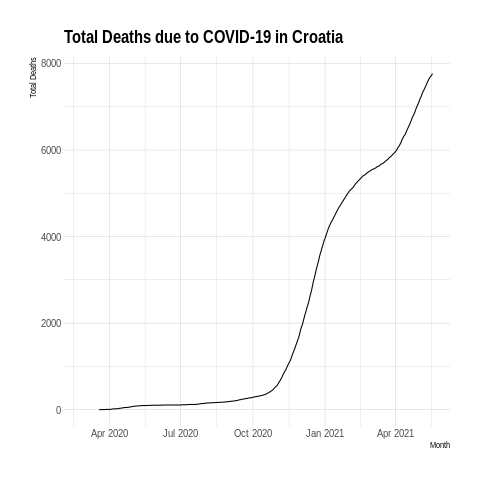 Total Deaths due to COVID-19 in Croatia
Total Deaths
8000
6000
4000
2000
0
Apr 2020 Jul 2020 Oct 2020 Jan 2021 Apr 2021
Month